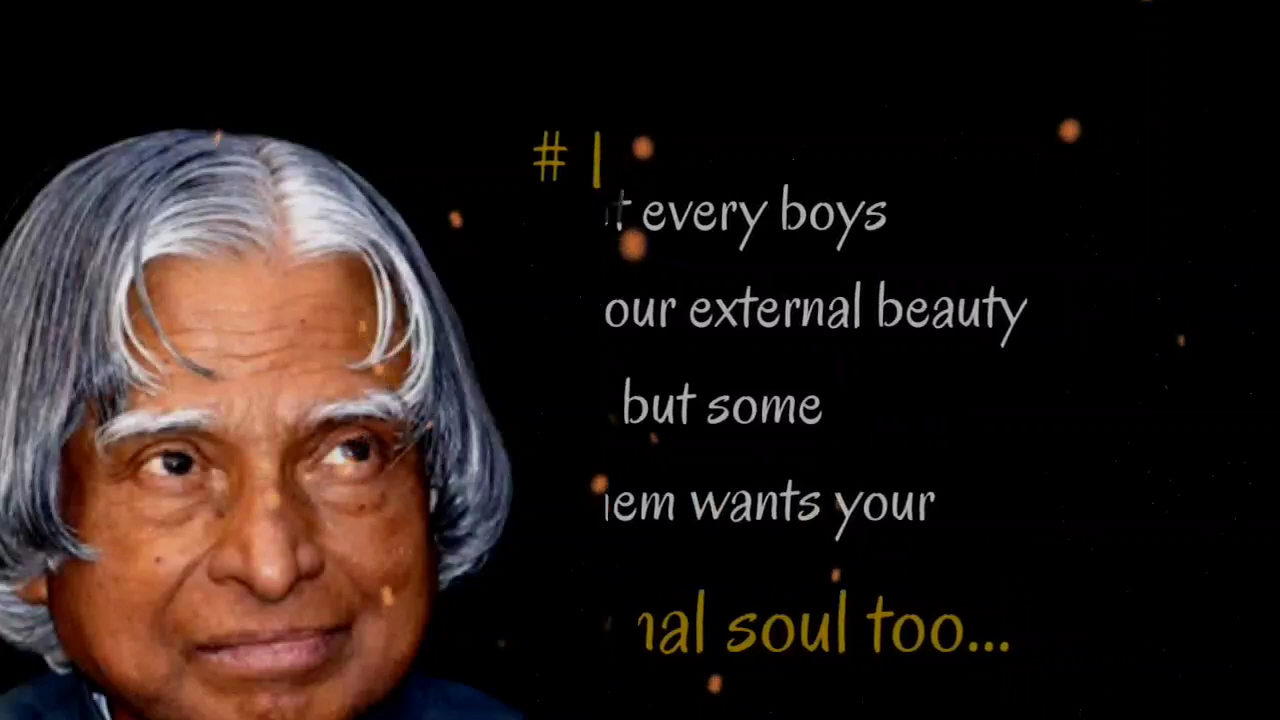 #
every boys
our external beauty
but some
wants your
soul too...